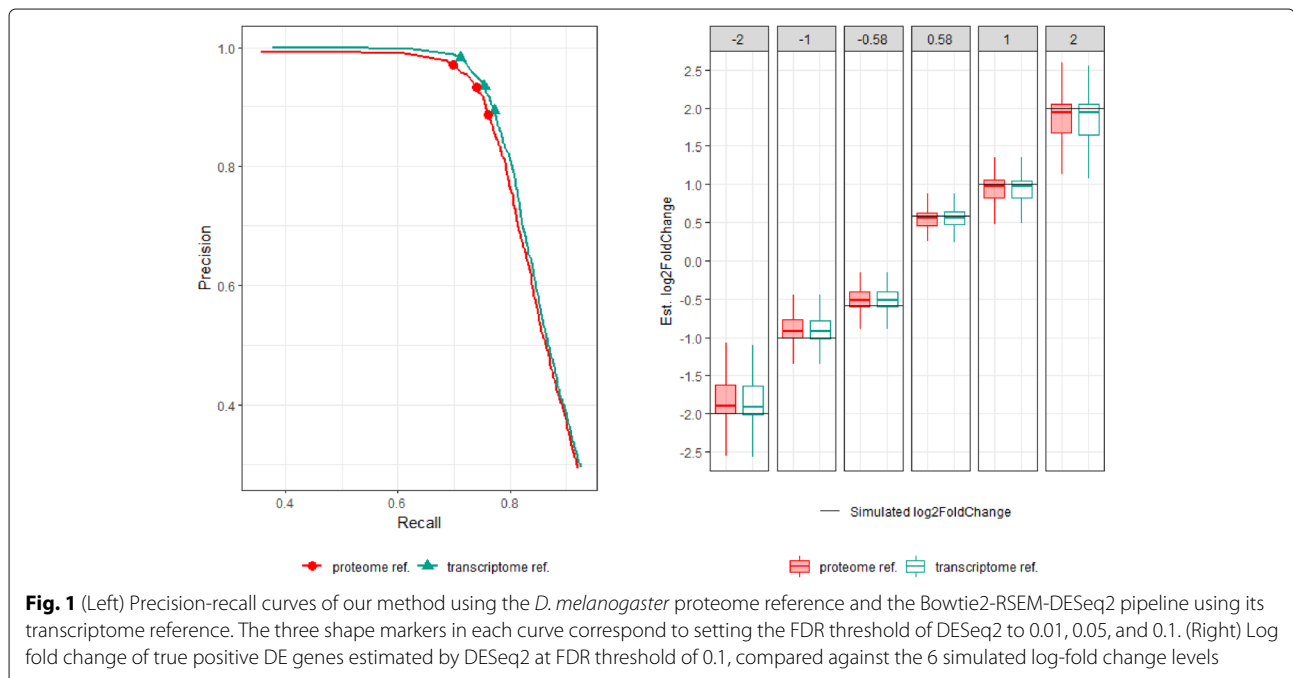 1.0
0.8
0.6
0.4
Precision
0.4 0.6 0.8
Recall
proteome ref. transcriptome ref.
-2 -1 -0.58 0.58 1 2
2.5
2.0
1.5
1.0
0.5
0.0
-0.5
-1.0
-1.5
-2.0
-2.5
Est. log2FoldChange
Simulated log2FoldChange
proteome ref. transcriptome ref.
Fig. 1 (Left) Precision-recall curves of our method using the D. melanogaster proteome reference and the Bowtie2-RSEM-DESeq2 pipeline using its
transcriptome reference. The three shape markers in each curve correspond to setting the FDR threshold of DESeq2 to 0.01, 0.05, and 0.1. (Right) Log
fold change of true positive DE genes estimated by DESeq2 at FDR threshold of 0.1, compared against the 6 simulated log-fold change levels